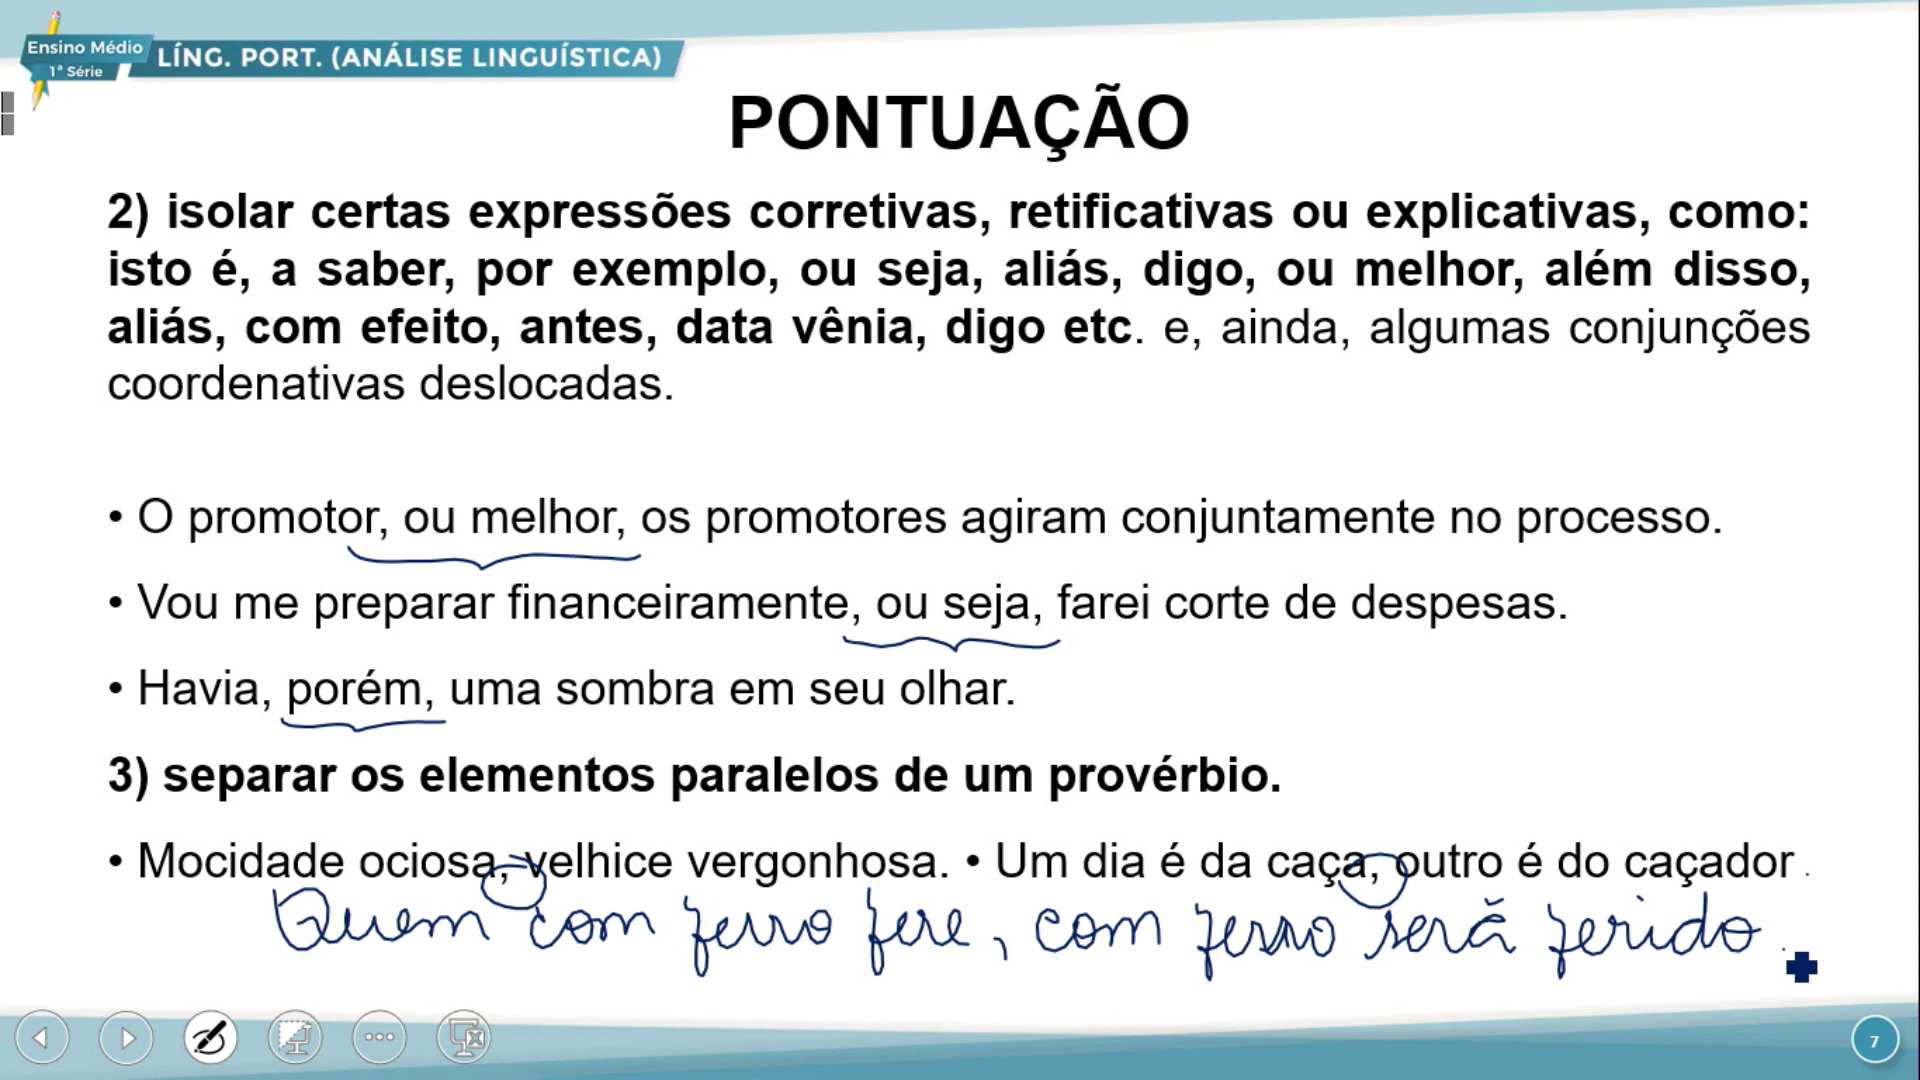 Ensino Médio
1ª Série
LÍNG. PORT. (ANÁLISE LINGUÍSTICA)
PONTUAÇÃO
2) isolar certas expressões corretivas, retificativas ou explicativas, como:
isto é, a saber, por exemplo, ou seja, aliás, digo, ou melhor, além disso,
aliás, com efeito, antes, data vênia, digo etc. e, ainda, algumas conjunções
coordenativas deslocadas.
• O promotor, ou melhor, os promotores agiram conjuntamente no processo.
• Vou me preparar financeiramente, ou seja, farei corte de despesas.
• Havia, porém, uma sombra em seu olhar.
3) separar os elementos paralelos de um provérbio.
• Mocidade ociosa, velhice vergonhosa. • Um dia é da caça, outro é do caçador.
Quem com ferro fere, com ferro será ferido.
7